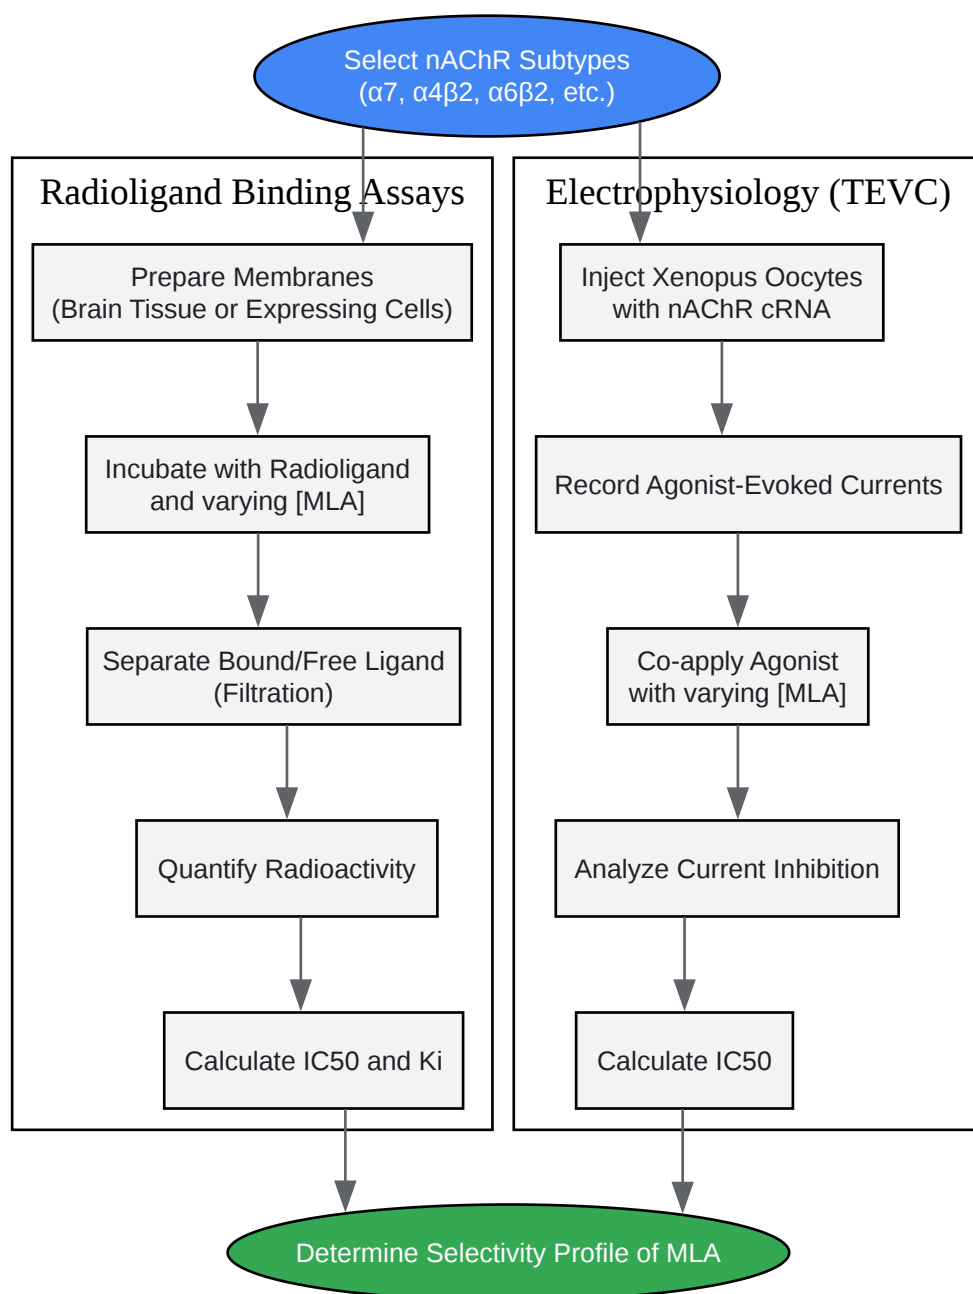 Select nAChR Subtypes
(α7, α4β2, α6β2, etc.)
Radioligand Binding Assays
Prepare Membranes
(Brain Tissue or Expressing Cells)
Incubate with Radioligand
and varying [MLA]
Separate Bound/Free Ligand
(Filtration)
Quantify Radioactivity
Calculate IC50 and Ki
Electrophysiology (TEVC)
Inject Xenopus Oocytes
with nAChR cRNA
Record Agonist-Evoked Currents
Co-apply Agonist
with varying [MLA]
Analyze Current Inhibition
Calculate IC50
Determine Selectivity Profile of MLA